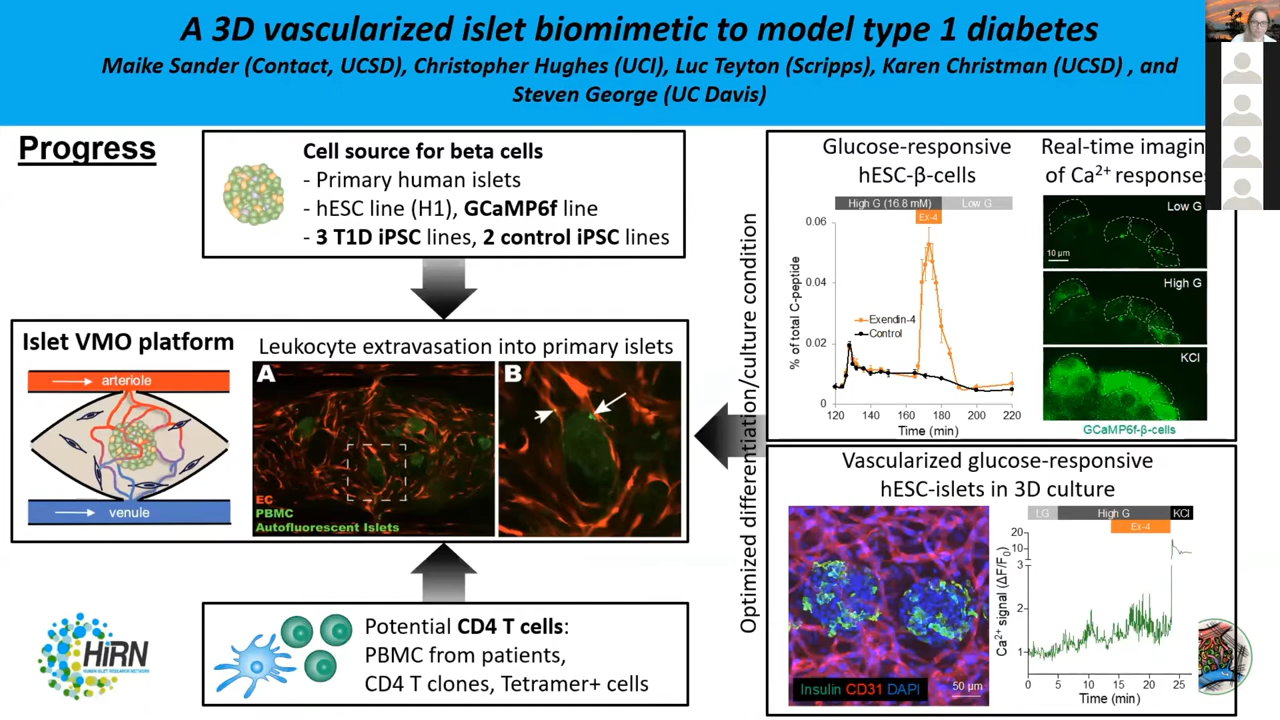 A 3D vascularized islet biomimetic to model type 1 diabetes
Maike Sander (Contact, UCSD), Christopher Hughes (UCI), Luc Teyton (Scripps), Karen Christman (UCSD) , and
Steven George (UC Davis)
Progress
Cell source for beta cells
- Primary human islets
- hESC line (H1), GCaMP6f line
- 3 T1D iPSC lines, 2 control iPSC lines
Islet VMO platform
arteriole
venule
Leukocyte extravasation into primary islets
A
EC
PBMC
Autofluorescent Islets
B
Potential CD4 T cells:
PBMC from patients,
CD4 T clones, Tetramer+ cells
HiRN
HUMAN ISLET RESEARCH NETWORK
Optimized differentiation/culture condition
Glucose-responsive
hESC-β-cells
High G (16.8 mM)
Low G
Ex-4
% of total C-peptide
0.06
0.04
0.02
0
Exendin-4
Control
120 140 160 180 200 220
Time (min)
Real-time imagin
of Ca2+ responses
Low G
10 µm
High G
KCl
GCaMP6f-β-cells
Vascularized glucose-responsive
hESC-islets in 3D culture
Insulin CD31 DAPI
50 µm
LG
High G
KCl
Ex-4
Ca2+ signal (ΔF/F0)
20
10
3
2
1
0 5 10 15 20 25
Time (min)